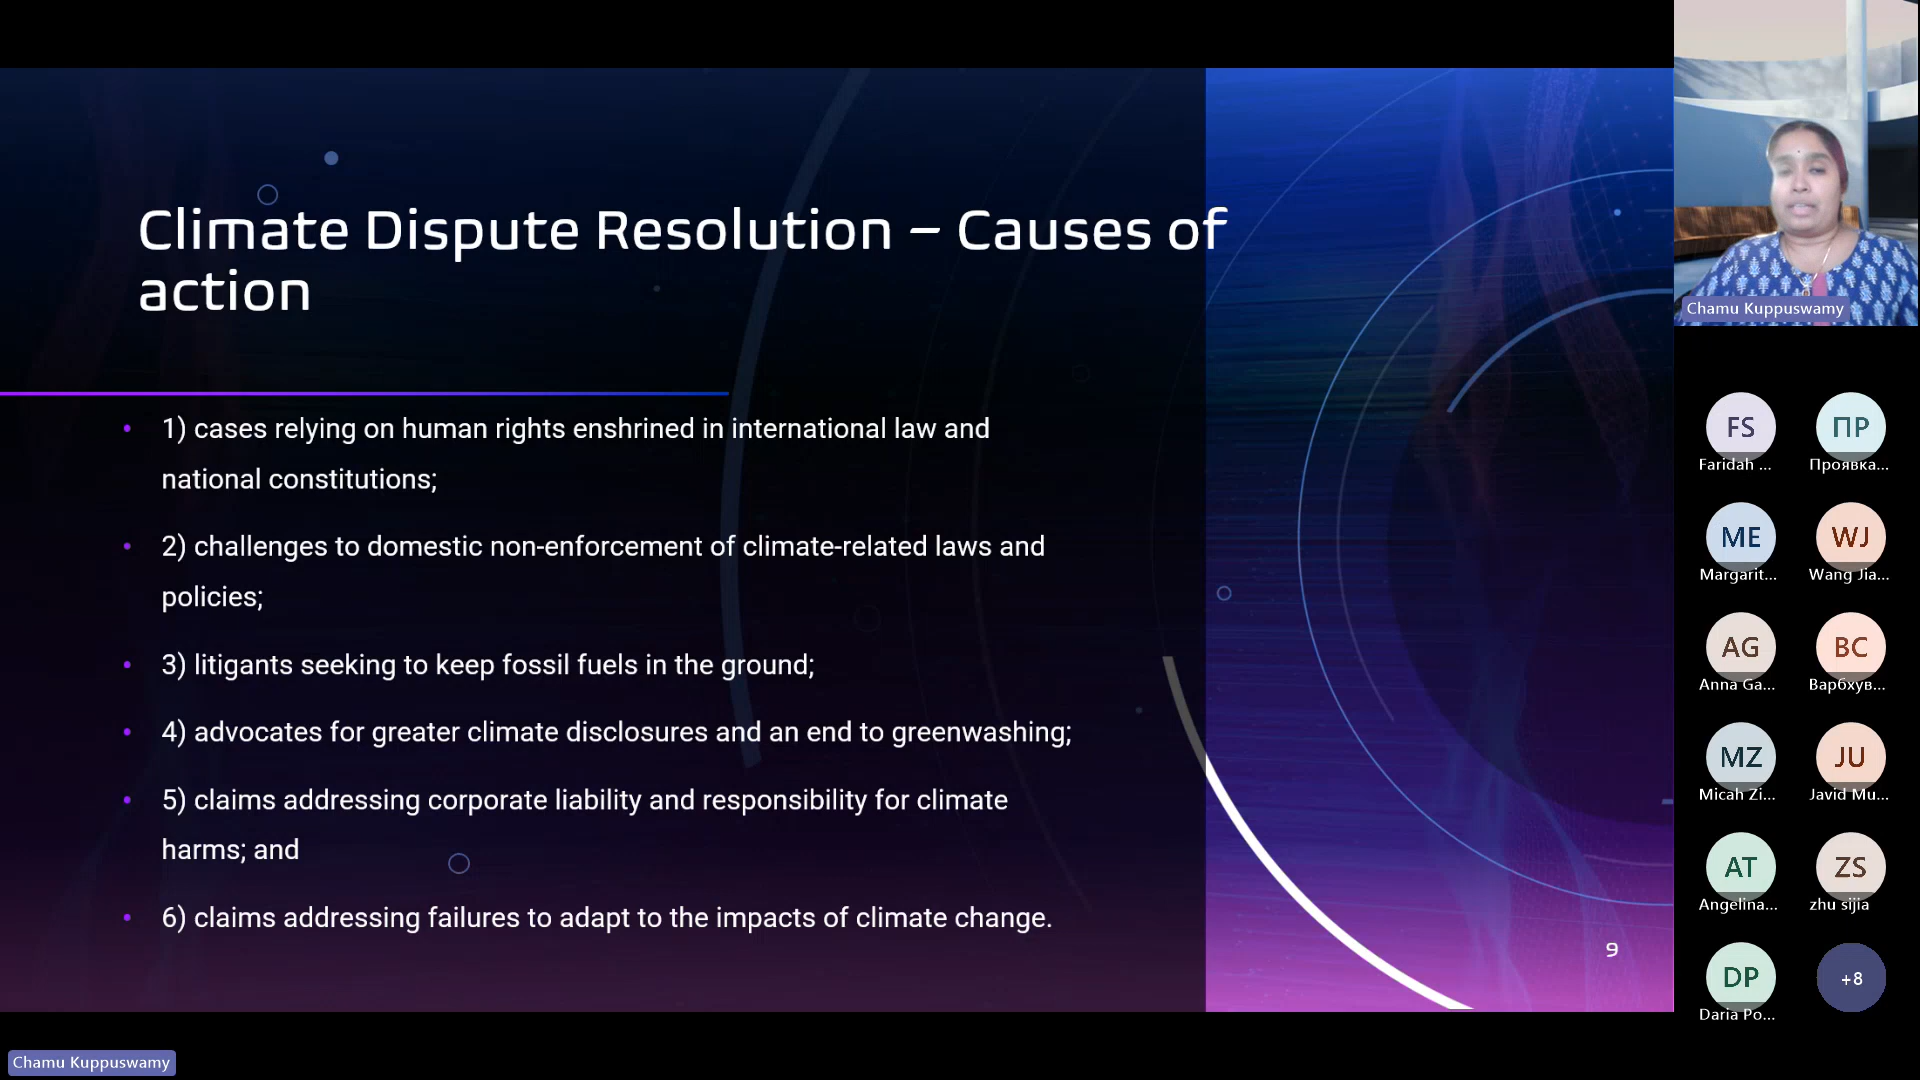 Climate Dispute Resolution – Causes of
action
• 1) cases relying on human rights enshrined in international law and
national constitutions;
• 2) challenges to domestic non-enforcement of climate-related laws and
policies;
• 3) litigants seeking to keep fossil fuels in the ground;
• 4) advocates for greater climate disclosures and an end to greenwashing;
• 5) claims addressing corporate liability and responsibility for climate
harms; and
• 6) claims addressing failures to adapt to the impacts of climate change.
9
Chamu Kuppuswamy
FS
Faridah ...
ПР
Проявка...
ME
Margarit...
WJ
Wang Jia...
AG
Anna Ga...
ВС
Варбхув...
MZ
Micah Zi...
JU
Javid Mu...
AT
Angelina...
ZS
zhu sijia
DP
Daria Po...
+8
Chamu Kuppuswamy